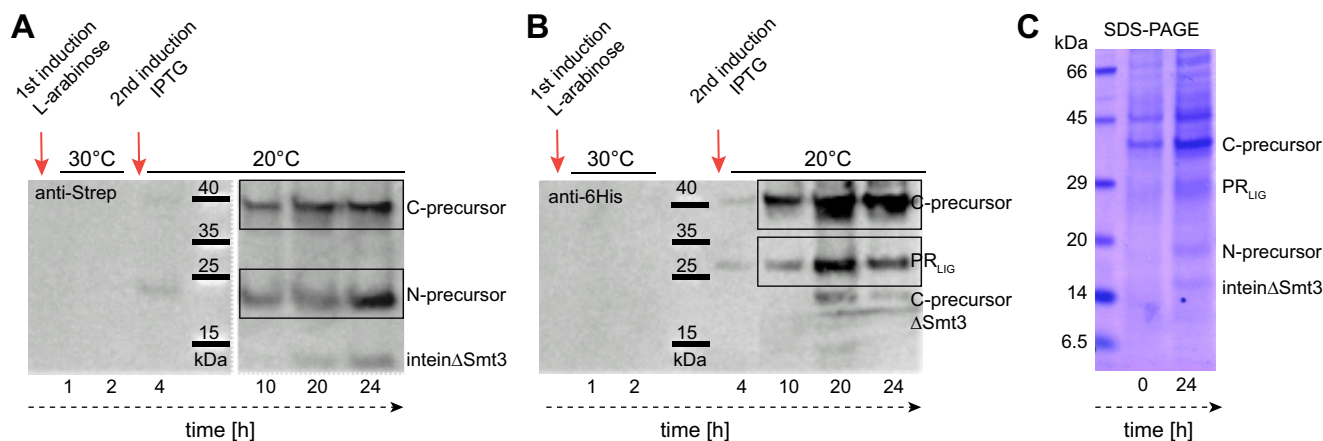 A
1st induction
L-arabinose
2nd induction
IPTG
30°C
20°C
anti-Strep
40
35
25
15
kDa
C-precursor
N-precursor
inteinΔSmt3
1 2 4 10 20 24
time [h]
B
1st induction
L-arabinose
2nd induction
IPTG
30°C
20°C
anti-6His
40
35
25
15
kDa
C-precursor
PRLIG
C-precursor
ΔSmt3
1 2 4 10 20 24
time [h]
C
SDS-PAGE
kDa
66
45
29
20
14
6.5
C-precursor
PRLIG
N-precursor
inteinΔSmt3
0 24
time [h]